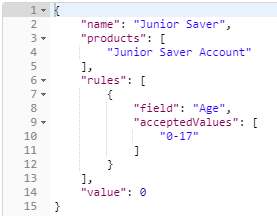 1 {
2 "name": "Junior Saver",
3 "products": [
4 "Junior Saver Account"
5 ],
6 "rules": [
7 {
8 "field": "Age",
9 "acceptedValues": [
10 "0-17"
11 ]
12 }
13 ],
14 "value": 0
15 }